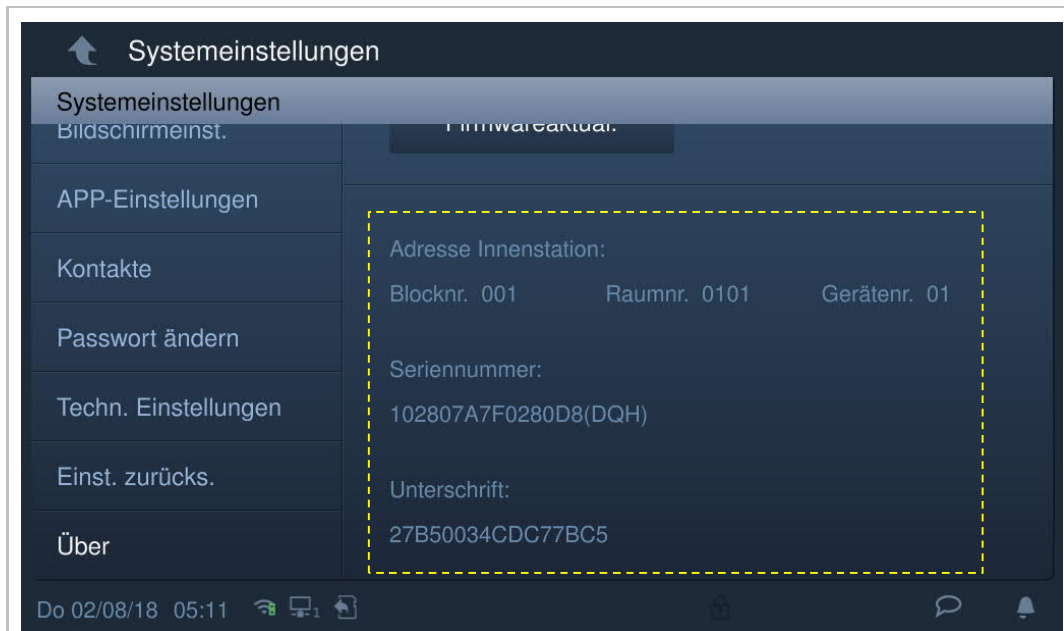 Systemeinstellungen
Systemeinstellungen
Bildschirmeinst.
Firmwareaktual.
APP-Einstellungen
Kontakte
Passwort ändern
Techn. Einstellungen
Einst. zurücks.
Über
Adresse Innenstation:
Blocknr. 001 Raumnr. 0101 Gerätenr. 01
Seriennummer:
102807A7F0280D8(DQH)
Unterschrift:
27B50034CDC77BC5
Do 02/08/18 05:11 1